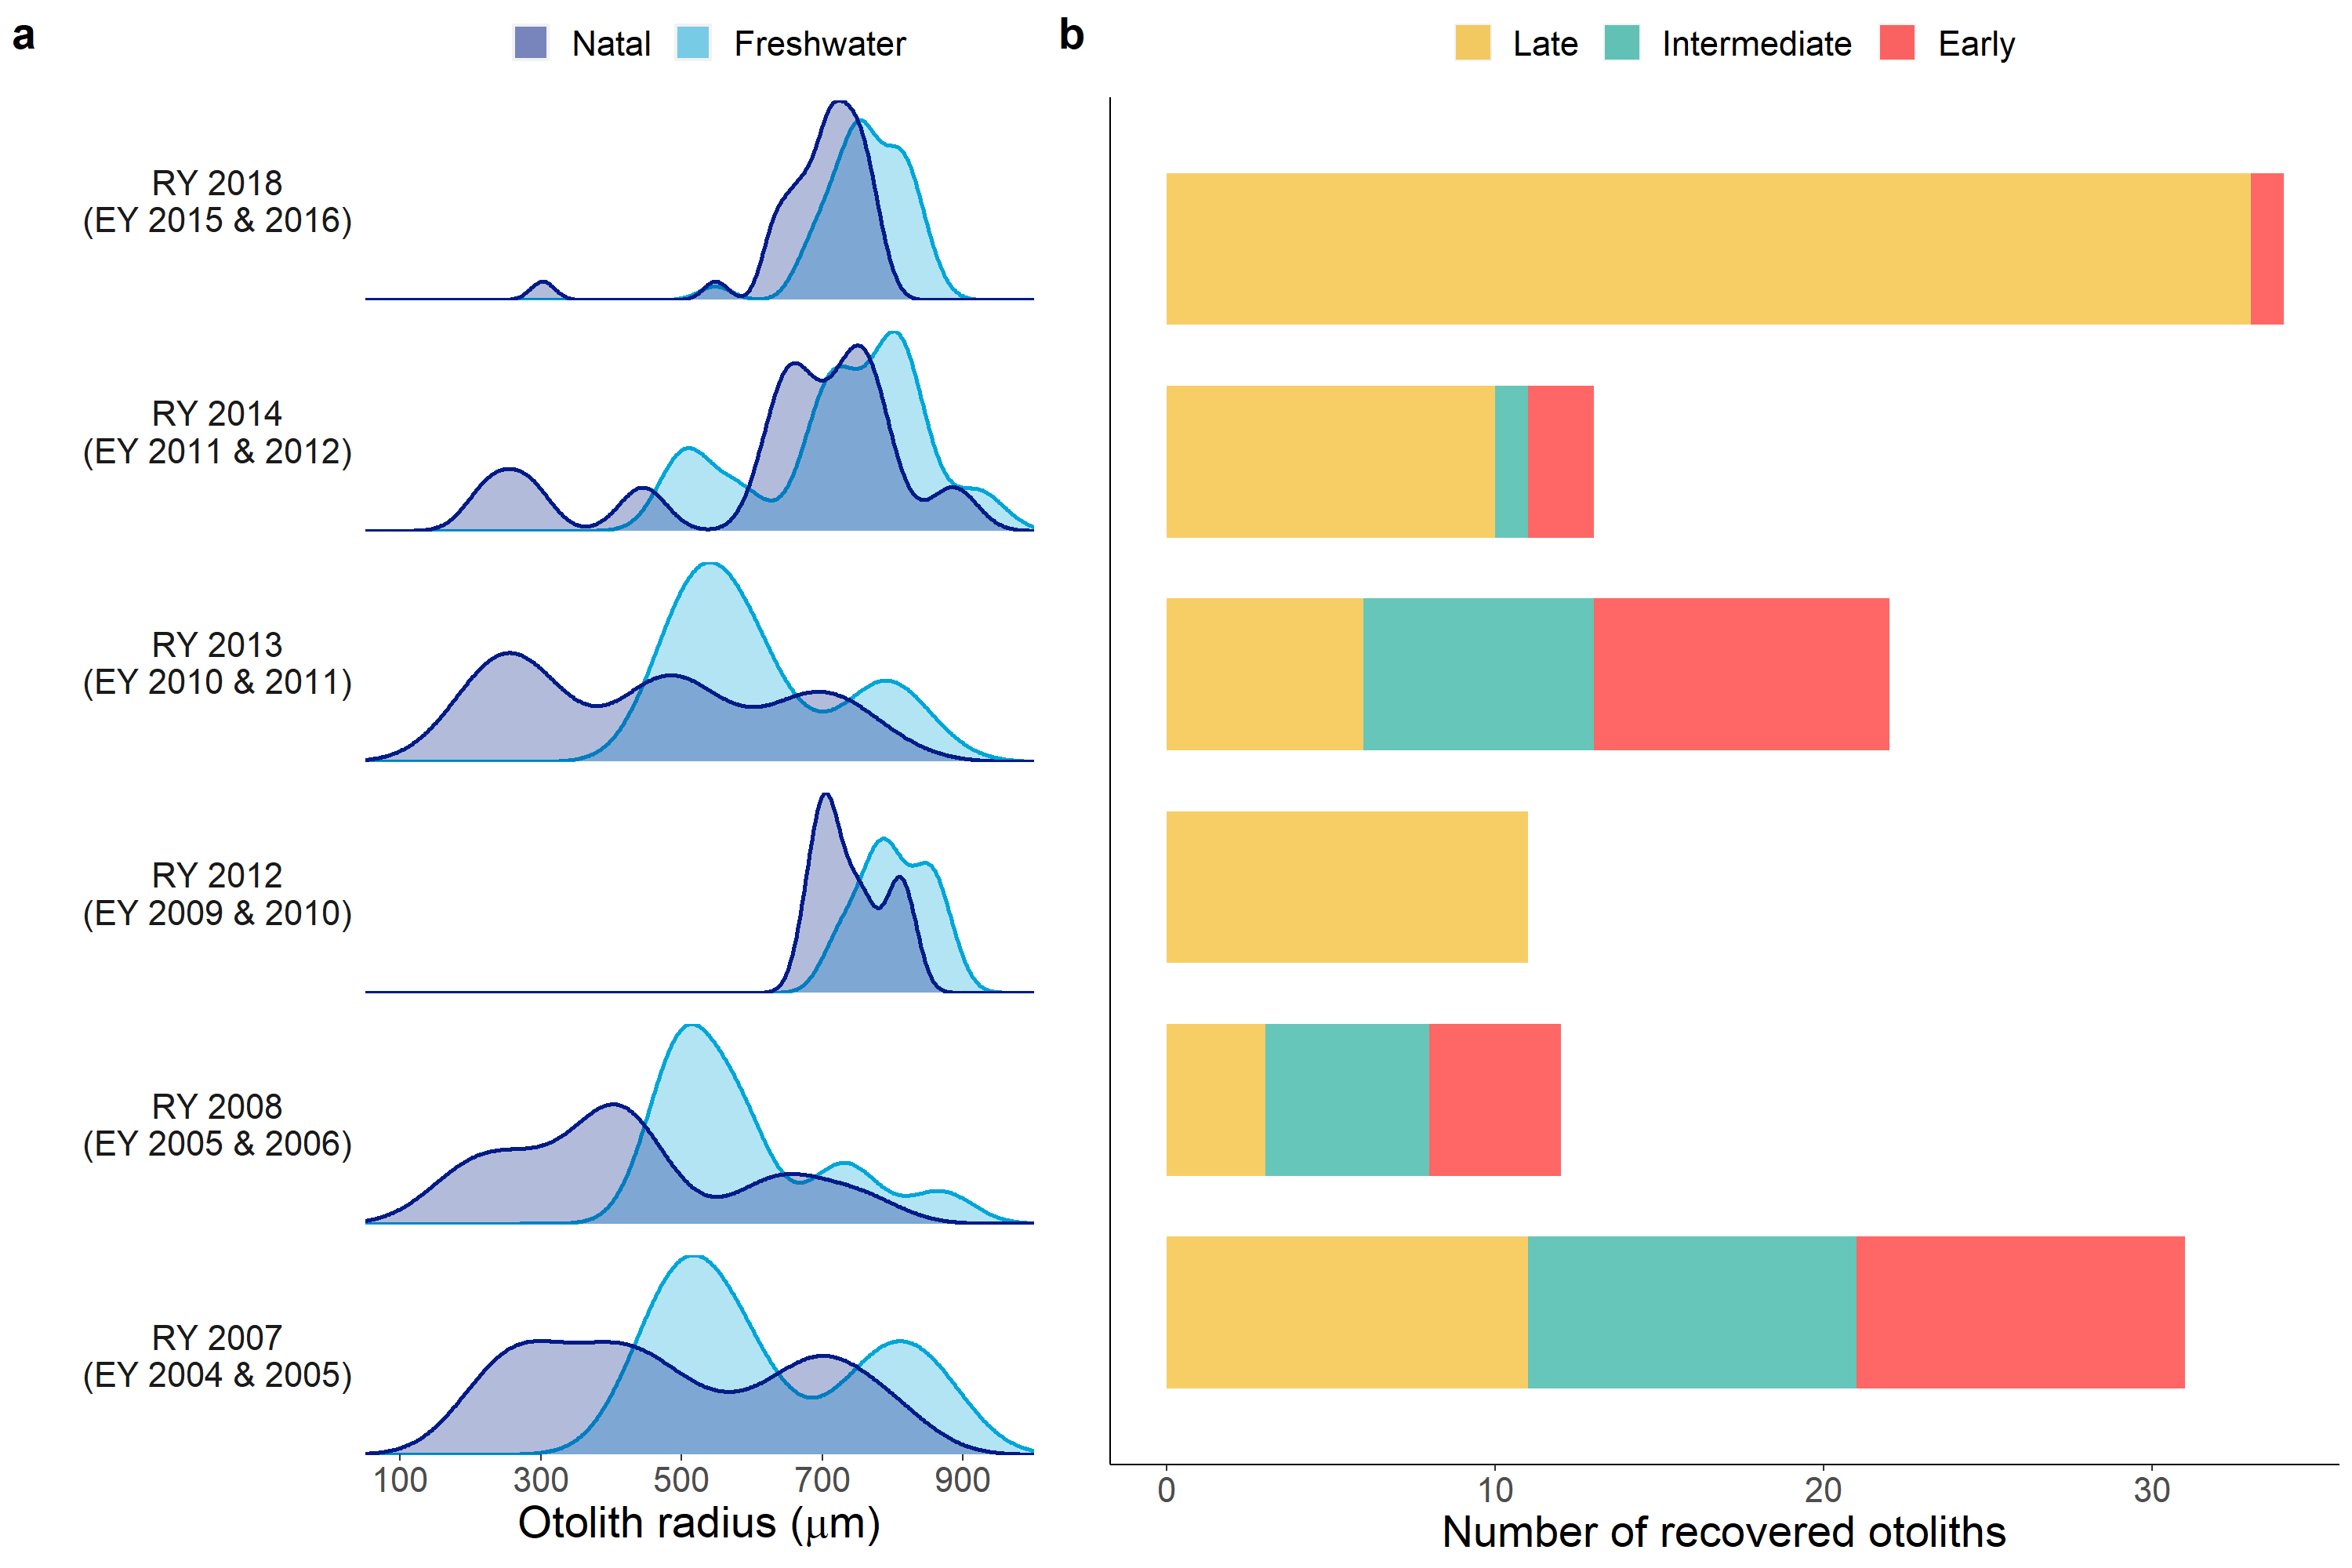 a
Natal
Freshwater
RY 2018
(EY 2015 & 2016)
RY 2014
(EY 2011 & 2012)
RY 2013
(EY 2010 & 2011)
RY 2012
(EY 2009 & 2010)
RY 2008
(EY 2005 & 2006)
RY 2007
(EY 2004 & 2005)
100 300 500 700 900
Otolith radius (μm)
b
Late
Intermediate
Early
0 10 20 30
Number of recovered otoliths